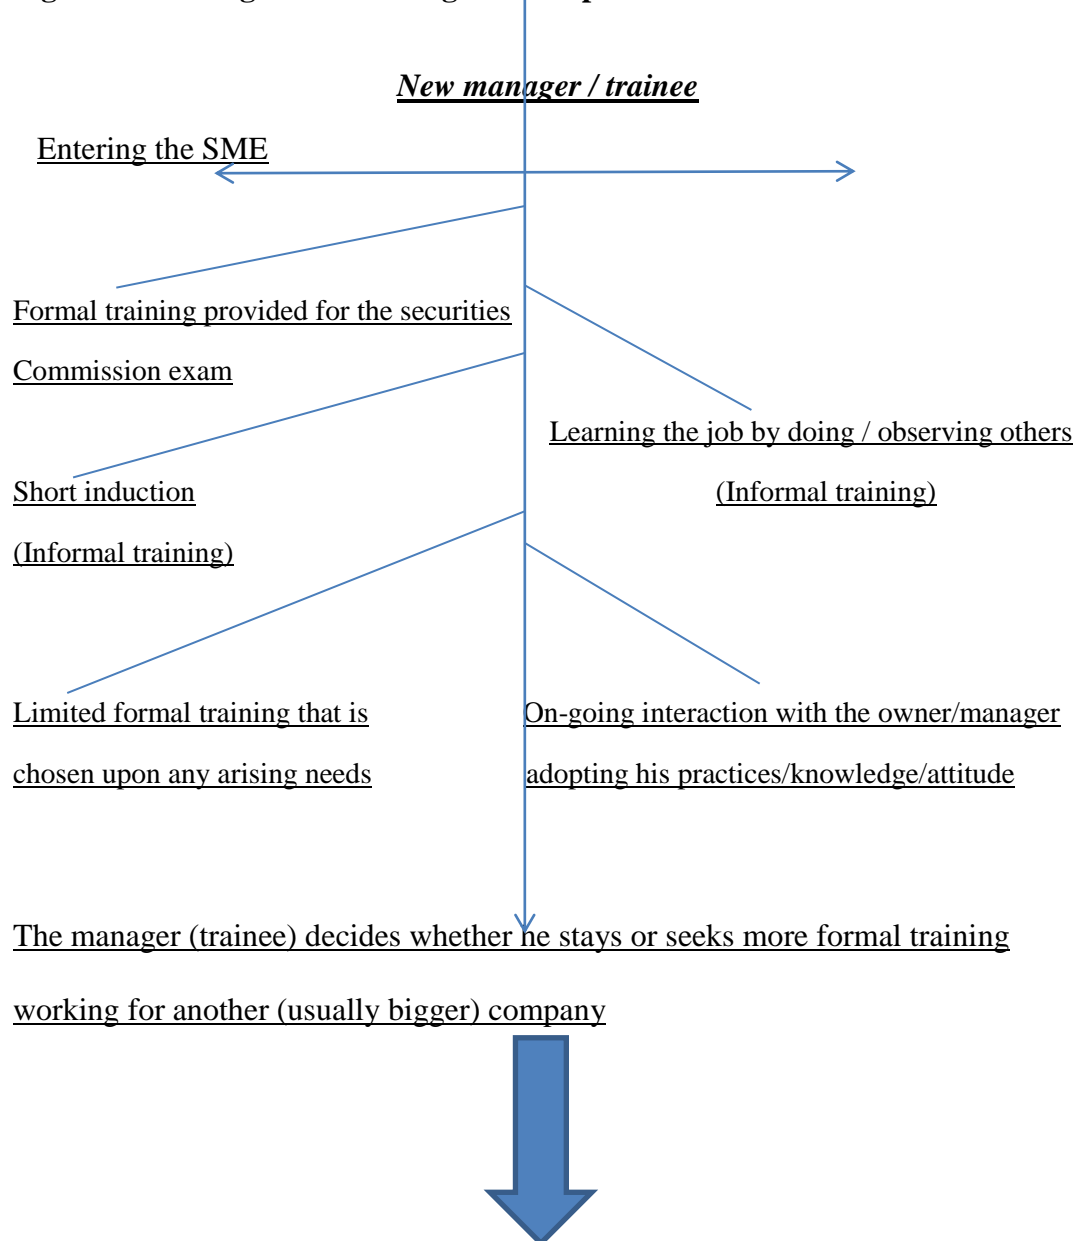 New manager / trainee
Entering the SME
Formal training provided for the securities
Commission exam
Learning the job by doing / observing others
Short induction
(Informal training)
(Informal training)
Limited formal training that is
On-going interaction with the owner/manager
chosen upon any arising needs
adopting his practices/knowledge/attitude
The manager (trainee) decides whether he stays or seeks more formal training
working for another (usually bigger) company